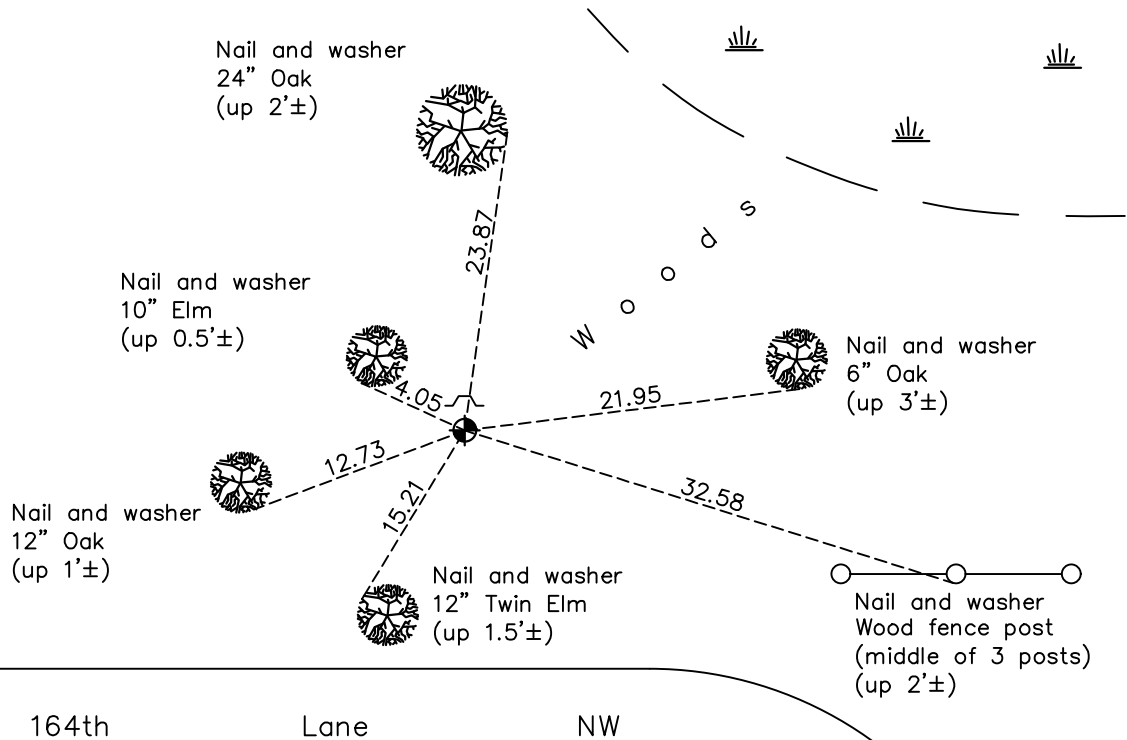 Nail and washer
24” Oak
(up 2’±)
23.87
Woods
Nail and washer
10” Elm
(up 0.5’±)
4.05
21.95
Nail and washer
6” Oak
(up 3’±)
12.73
15.21
32.58
Nail and washer
12” Oak
(up 1’±)
Nail and washer
12” Twin Elm
(up 1.5’±)
Nail and washer
Wood fence post
(middle of 3 posts)
(up 2’±)
164th Lane NW